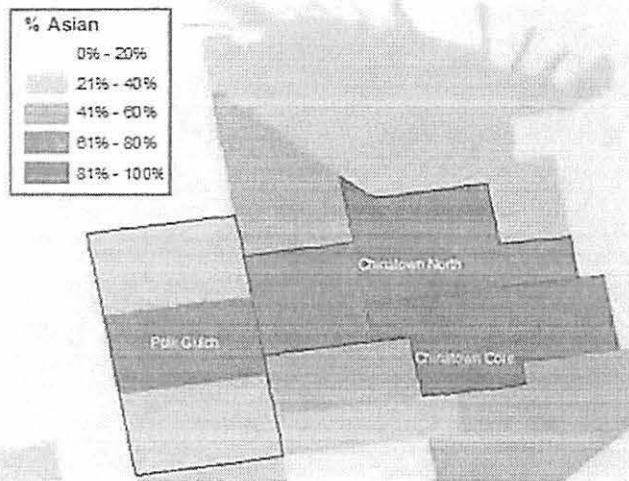 % Asian
0% - 20%
21% - 40%
41% - 60%
61% - 80%
81% - 100%
Chinatown North
Polk Gulch
Chinatown Core